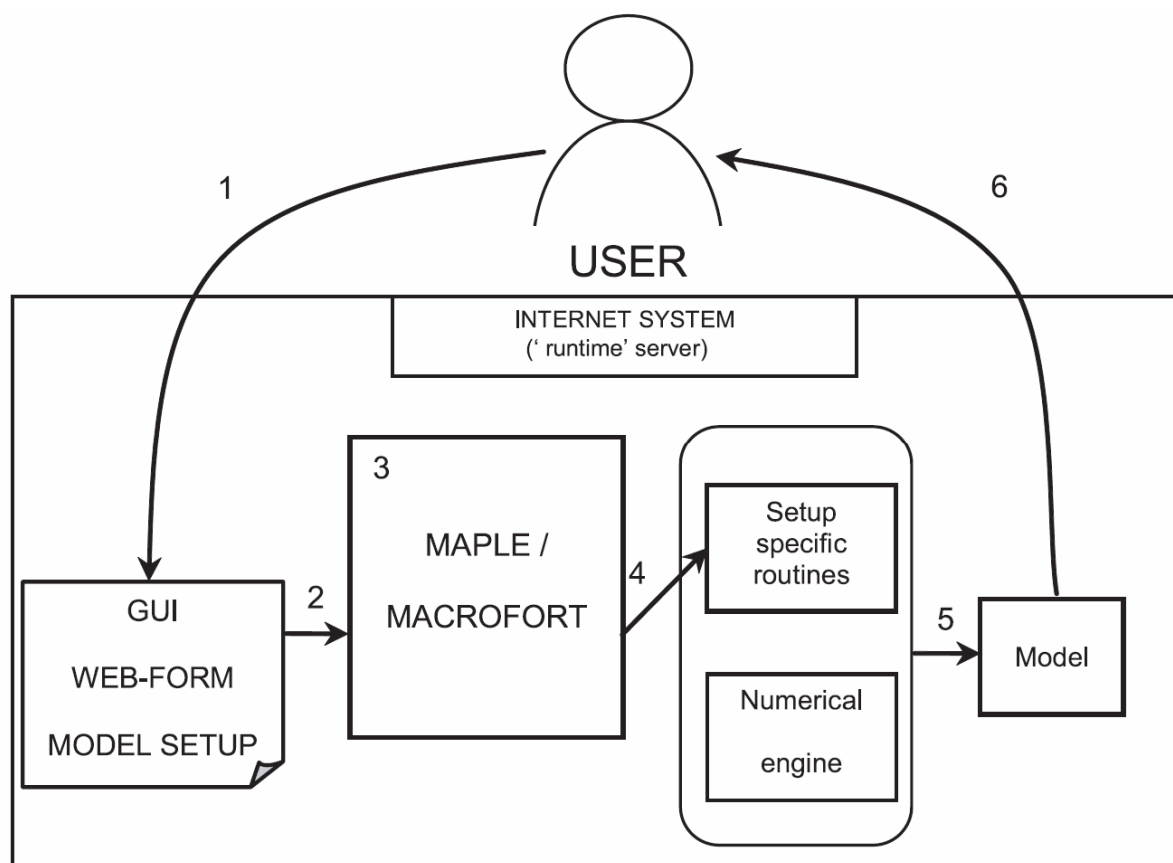 1
6
USER
INTERNET SYSTEM
(‘ runtime’ server)
3
MAPLE /
MACROFORT
4
Setup
specific
routines
GUI
WEB-FORM
MODEL SETUP
2
5
Model
Numerical
engine